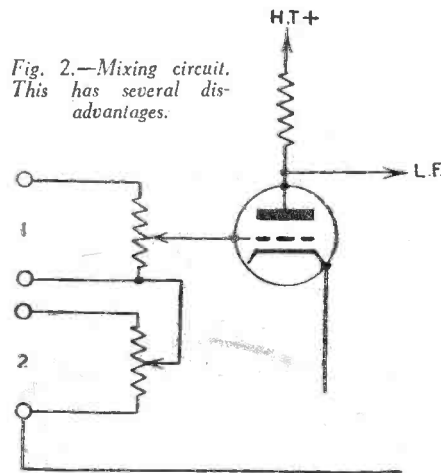 H.T+
Fig. 2.—Mixing circuit.
This has several dis-
advantages.
L.F.
1
2